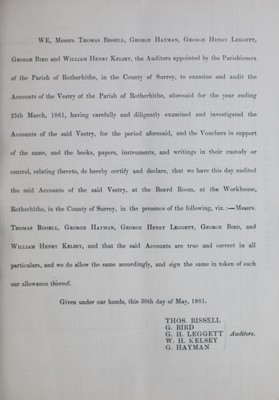 WE, Messrs. THOMAS BISSELL, GEORGE HAYMAN, GEORGE HENRY LEGGETT,
GEORGE BIRD and WILLIAM HENRY KELSEY, the Auditors appointed by the Parishioners
of the Parish of Rotherhithe, in the County of Surrey, to examine and audit the
Accounts of the Vestry of the Parish of Rotherhithe, aforesaid for the year ending
25th March, 1881, having carefully and diligently examined and investigated the
Accounts of the said Vestry, for the period aforesaid, and the Vouchers in support
of the same, and the books, papers, instruments, and writings in their custody or
control, relating thereto, do hereby certify and declare, that we have this day audited
the said Accounts of the said Vestry, at the Board Room, at the Workhouse,
Rotherhithe, in the County of Surrey, in the presence of the following, viz. :—Messrs.
THOMAS BISSELL, GEORGE HAYMAN, GEORGE HENRY LEGGETT, GEORGE BIRD, and
WILLIAM HENRY KELSEY, and that the said Accounts are true and correct in all
particulars, and we do allow the same accordingly, and sign the same in token of such
our allowance thereof.
Given under our hands, this 30th day of May, 1881.
THOS. BISSELL
G. BIRD
G. H. LEGGETT Auditors.
W. H. KELSEY
G. HAYMAN